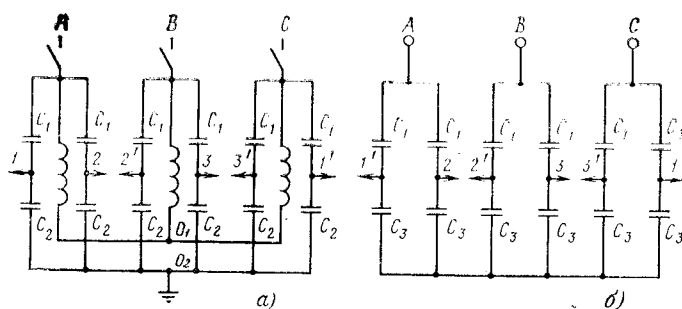 A B C A B C
C₁ C₁ C₁ C₁ C₁ C₁ C₁ C₁ C₁ C₁ C₁
1 2 2' 3 3' 1' 1' 2 2' 3 3' 1
C₂ C₂ C₂ C₂ C₂ C₂ C₃ C₃ C₃ C₃ C₃ C₃
O₁
O₂
а) б)